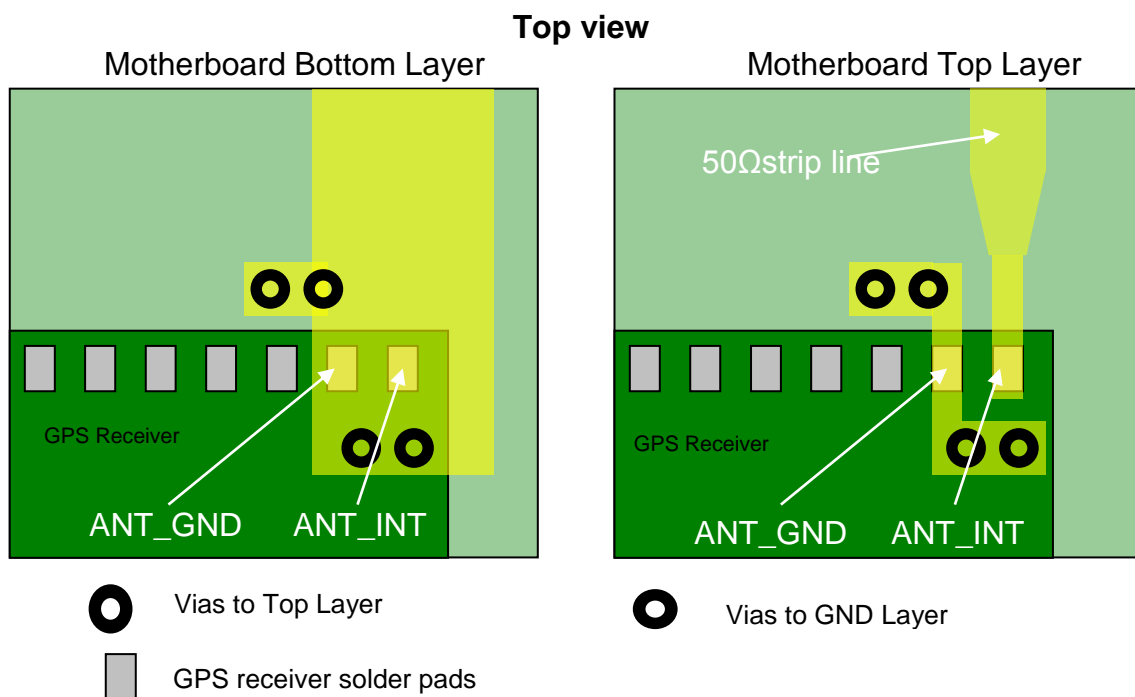 Top view
Motherboard Bottom Layer
Motherboard Top Layer
50Ωstrip line
GPS Receiver
GPS Receiver
ANT_GND
ANT_INT
ANT_GND
ANT_INT
Vias to Top Layer
Vias to GND Layer
GPS receiver solder pads